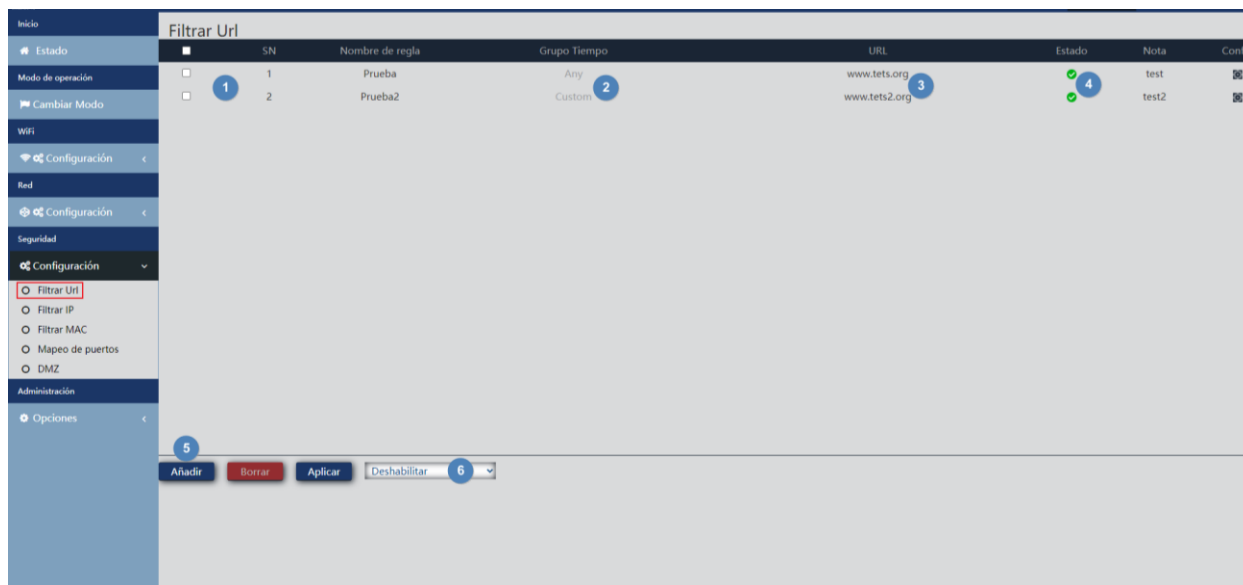 Inicio
Estado
Modo de operación
Cambiar Modo
WiFi
Configuración
Red
Configuración
Seguridad
Configuración
Filtrar Url
Filtrar IP
Filtrar MAC
Mapeo de puertos
DMZ
Administración
Opciones
Filtrar Url
SN Nombre de regla Grupo Tiempo URL Estado Nota Conf
1 1 Prueba Any 2 www.tets.org 3 4 test
2 Prueba2 Custom www.tets2.org test2
5
Añadir Borrar Aplicar Deshabilitar 6